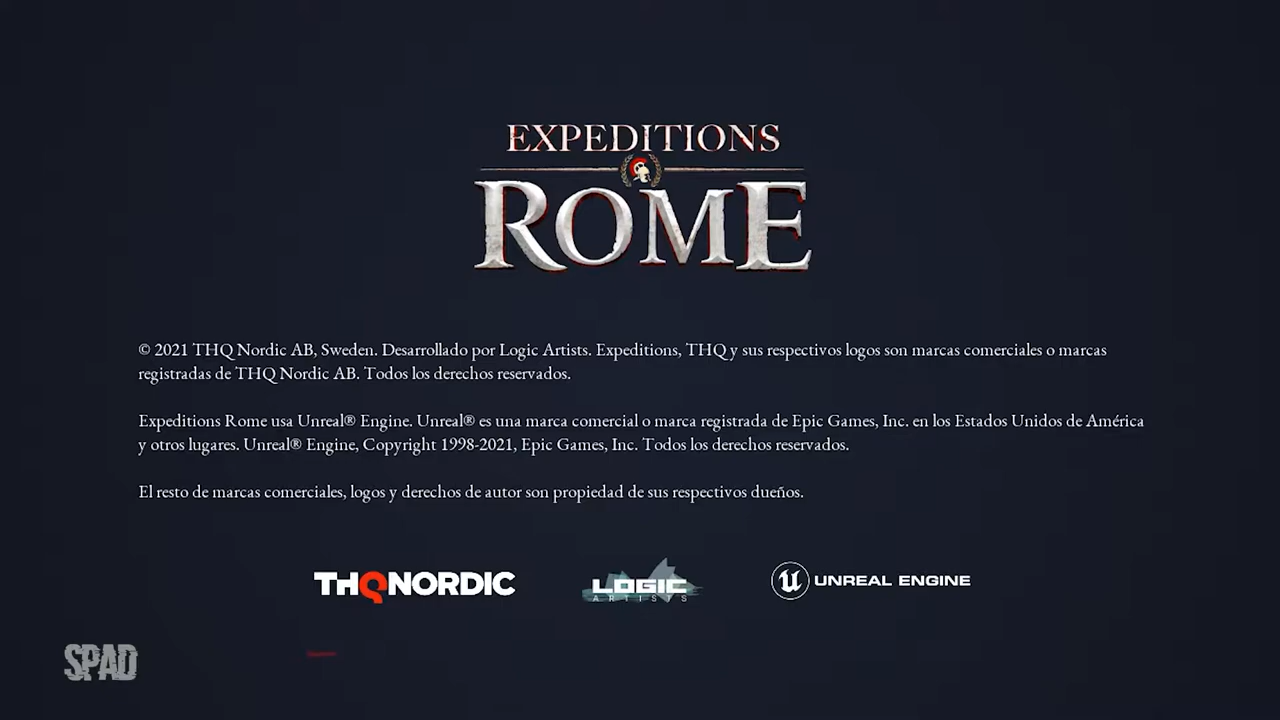 EXPEDITIONS
ROME
© 2021 THQ Nordic AB, Sweden. Desarrollado por Logic Artists. Expeditions, THQ y sus respectivos logos son marcas comerciales o marcas
registradas de THQ Nordic AB. Todos los derechos reservados.
Expeditions Rome usa Unreal® Engine. Unreal® es una marca comercial o marca registrada de Epic Games, Inc. en los Estados Unidos de América
y otros lugares. Unreal® Engine, Copyright 1998-2021, Epic Games, Inc. Todos los derechos reservados.
El resto de marcas comerciales, logos y derechos de autor son propiedad de sus respectivos dueños.
THQ NORDIC
LOGIC
ARTISTS
UNREAL ENGINE
SPAD